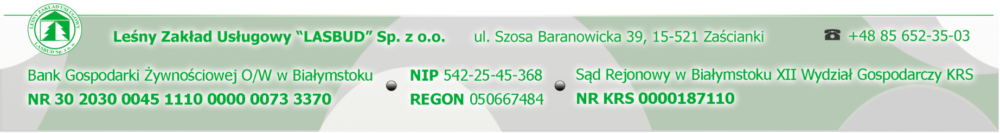 LEŚNY ZAKŁAD USŁUGOWY
LASBUD Sp. z o. o.
Leśny Zakład Usługowy “LASBUD” Sp. z o.o. ul. Szosa Baranowicka 39, 15-521 Zaścianki ☎ +48 85 652-35-03
Bank Gospodarki Żywnościowej O/W w Białymstoku
NR 30 2030 0045 1110 0000 0073 3370
NIP 542-25-45-368
REGON 050667484
Sąd Rejonowy w Białymstoku XII Wydział Gospodarczy KRS
NR KRS 0000187110